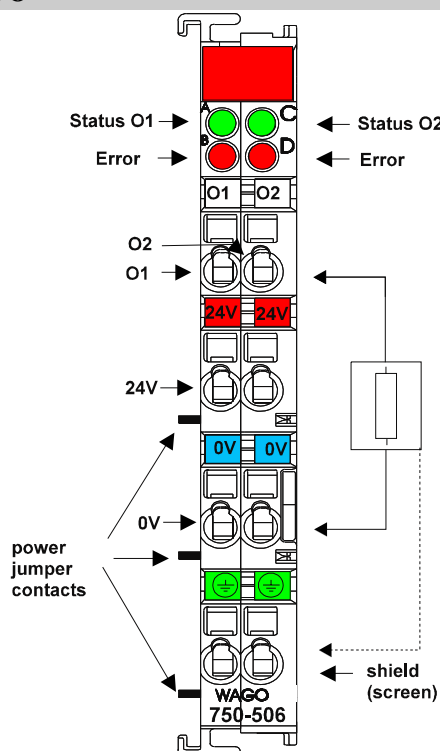 A C
Status O1 Status O2
B D
Error Error
O1 O2
O2
O1
24V 24V
24V
0V 0V
0V
power
jumper
contacts
shield
(screen)
WAGO
750-506